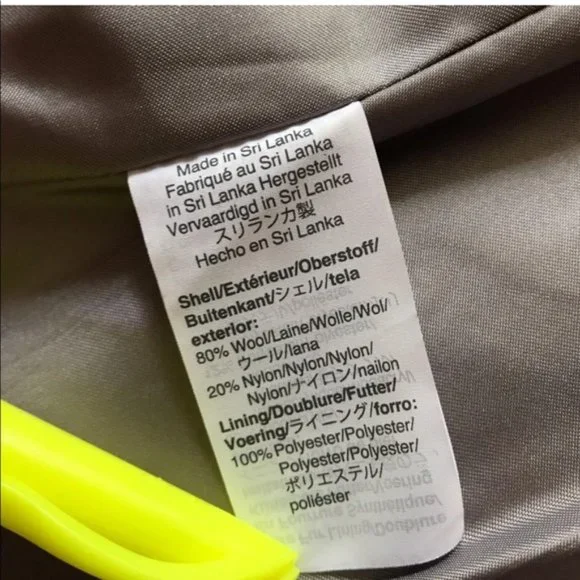 Made in Sri Lanka
Fabriqué au Sri Lanka
in Sri Lanka Hergestellt
Vervaardigd in Sri Lanka
スリランカ製
Hecho en Sri Lanka
Shell/Extérieur/Oberstoff/
Buitenkant/シェル/tela
exterior:
80% Wool/Laine/Wolle/Wol/
ウール/lana
20% Nylon/Nylon/Nylon/
Nylon/ナイロン/nailon
Lining/Doublure/Futter/
Voering/ライニング/forro:
100% Polyester/Polyester/
Polyester/Polyester/
ポリエステル/
poliéster